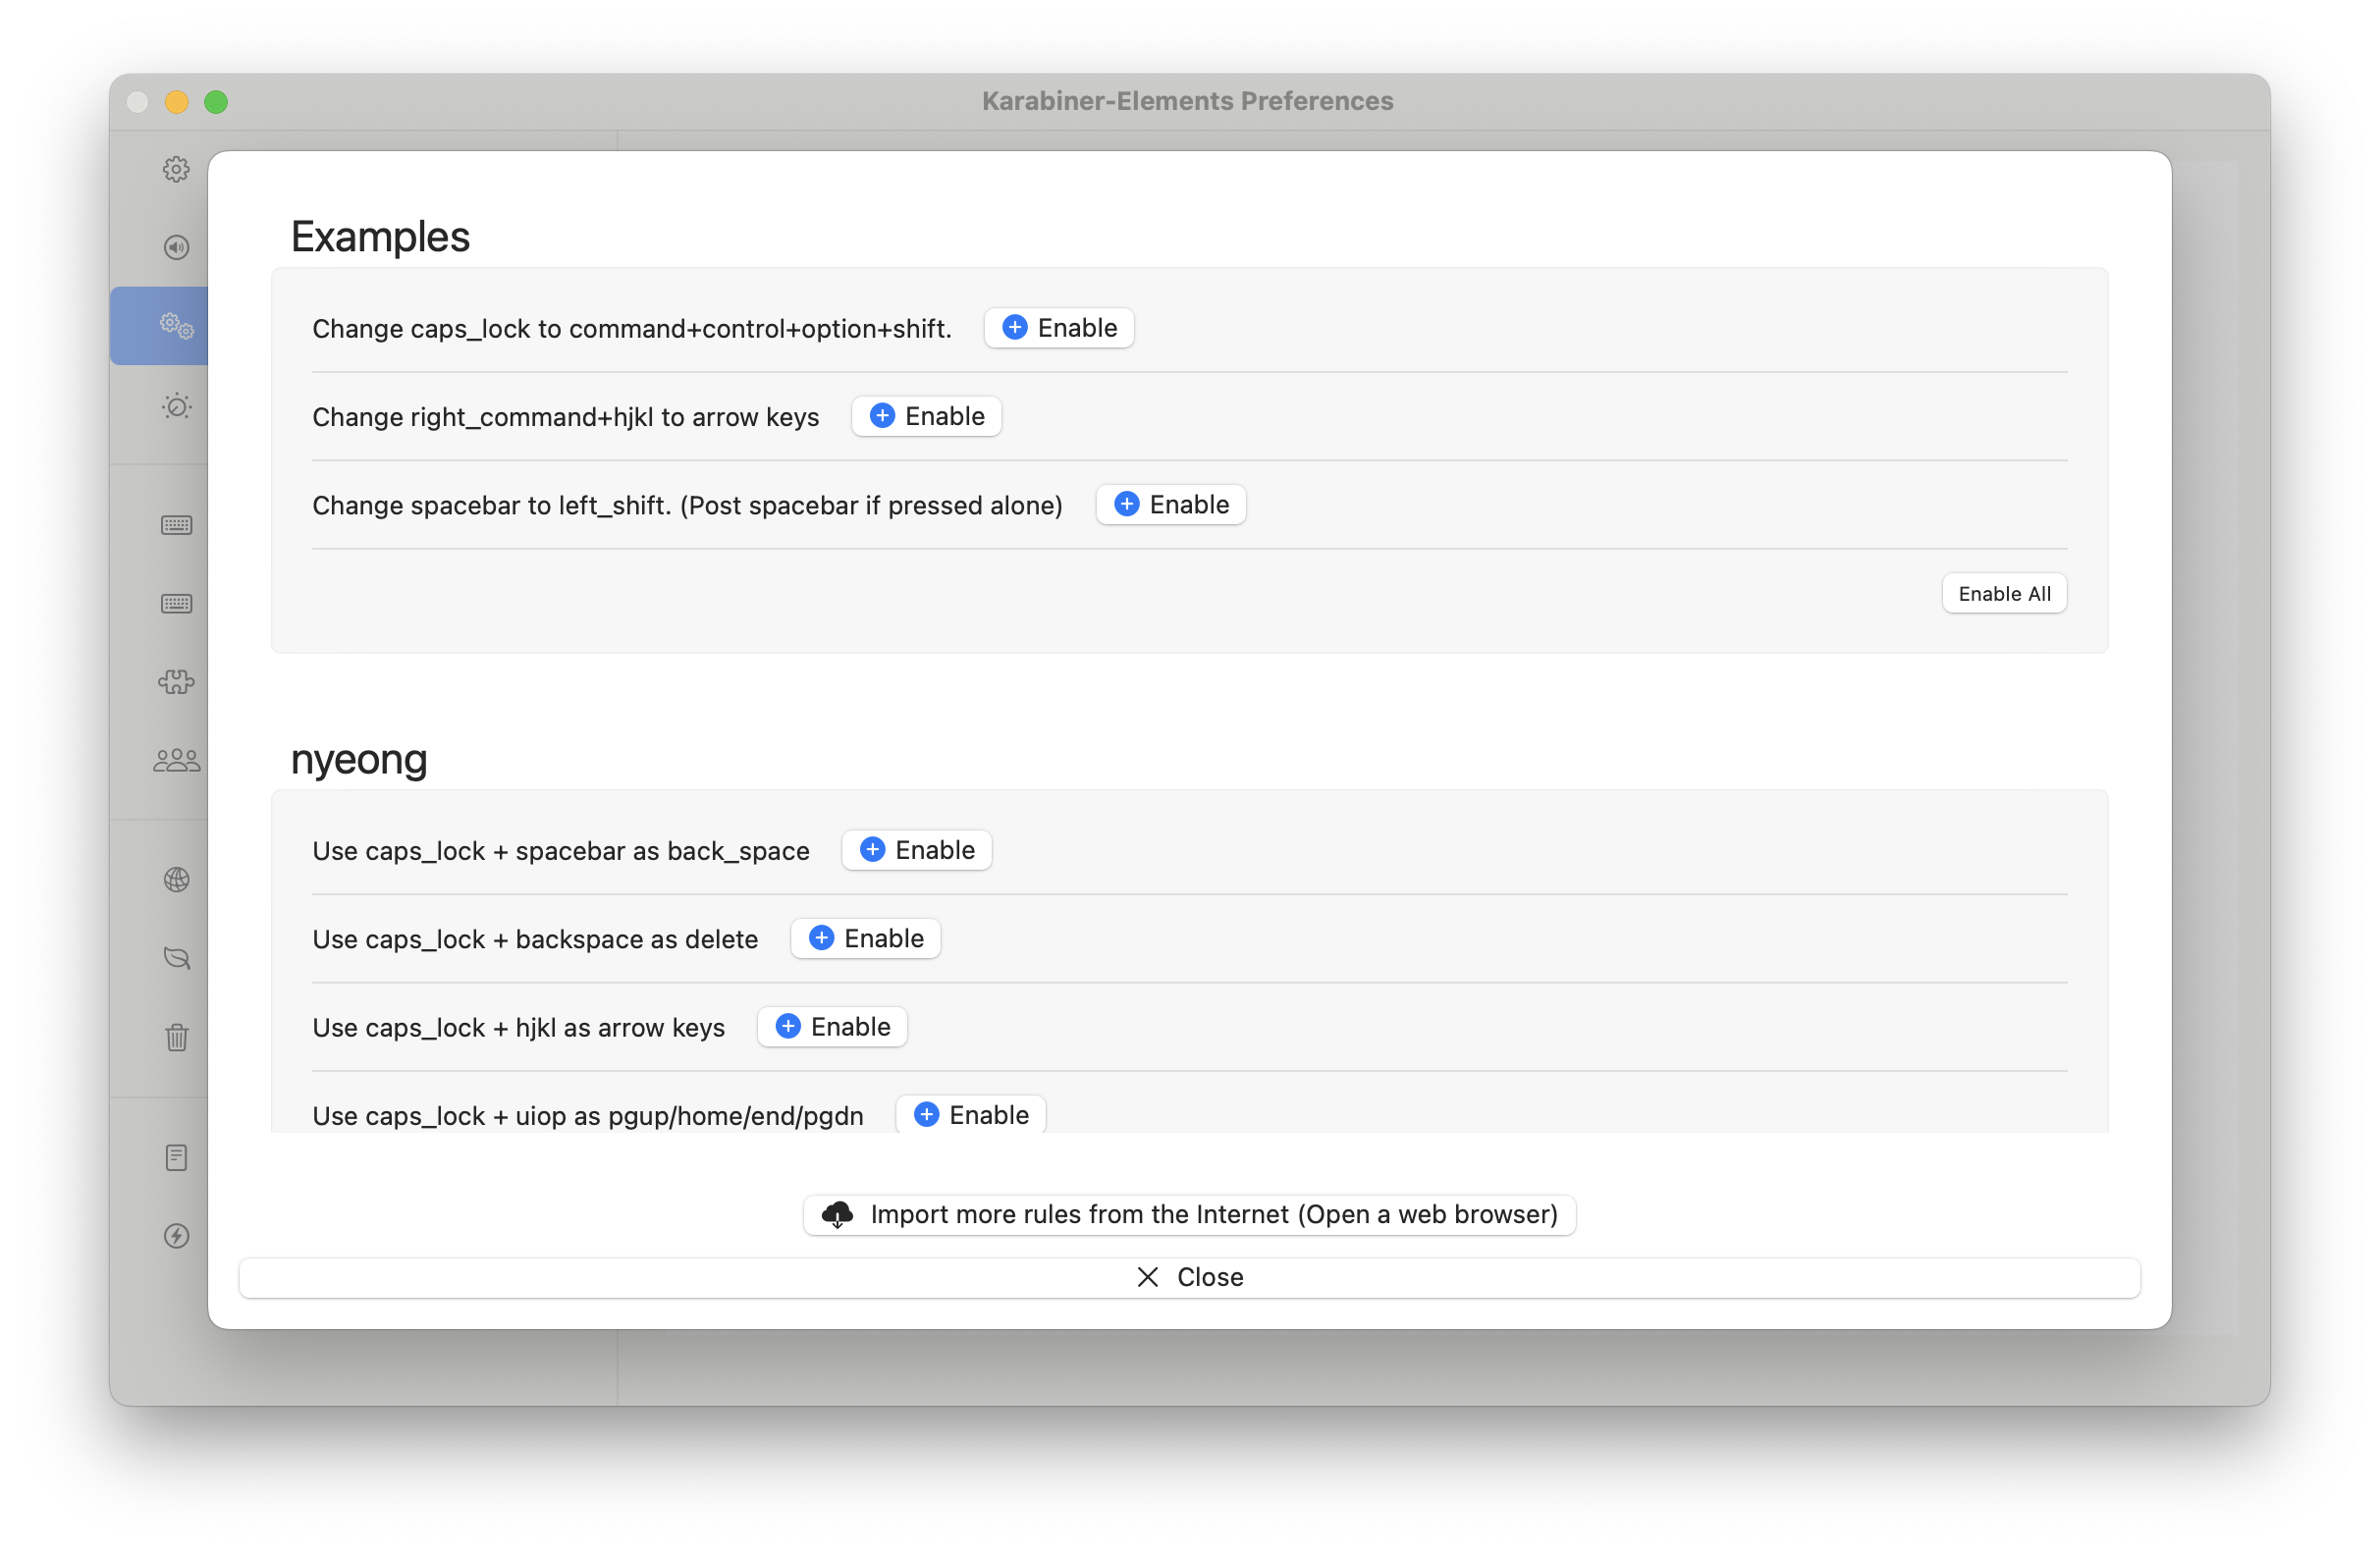 Karabiner-Elements Preferences
Examples
Change caps_lock to command+control+option+shift. Enable
Change right_command+hjkl to arrow keys Enable
Change spacebar to left_shift. (Post spacebar if pressed alone) Enable
Enable All
nyeong
Use caps_lock + spacebar as back_space Enable
Use caps_lock + backspace as delete Enable
Use caps_lock + hjkl as arrow keys Enable
Use caps_lock + uiop as pgup/home/end/pgdn Enable
Import more rules from the Internet (Open a web browser)
Close